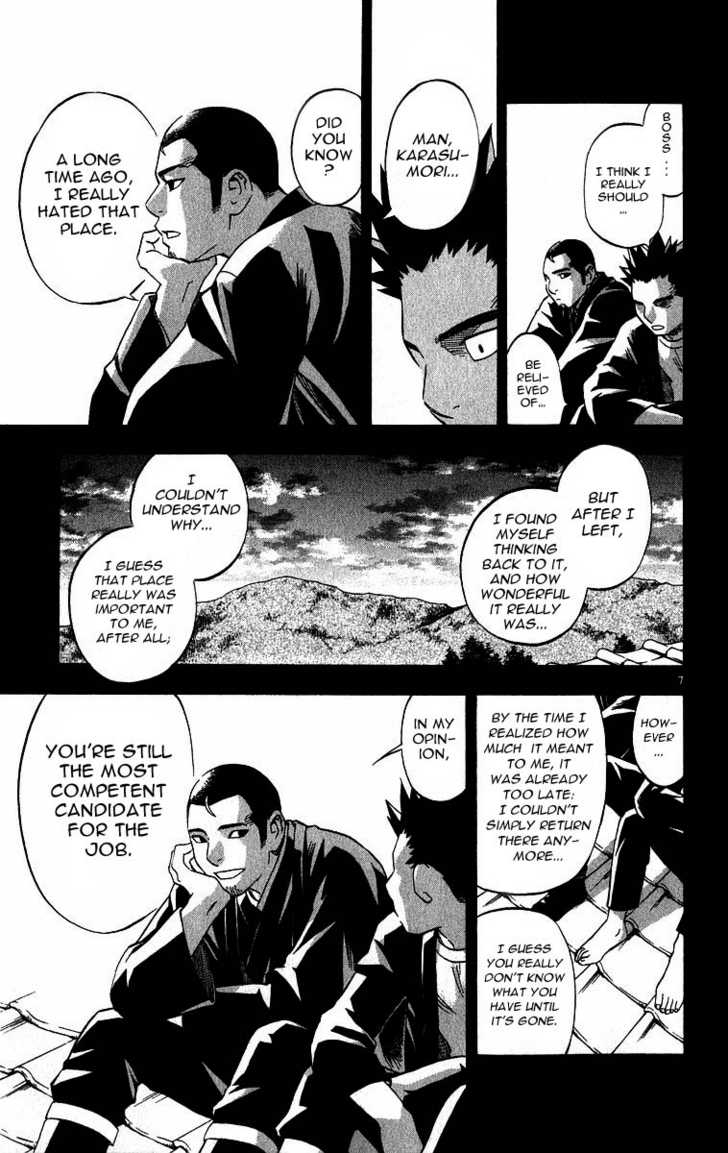 BOSS...
I THINK I
REALLY
SHOULD
...
BE
RELI-
EVED
OF...
MAN,
KARASU-
MORI...
DID
YOU
KNOW
?
A LONG
TIME AGO,
I REALLY
HATED THAT
PLACE.
BUT
AFTER I
LEFT,
I FOUND
MYSELF
THINKING
BACK TO IT,
AND HOW
WONDERFUL
IT REALLY
WAS...
I
COULDN'T
UNDERSTAND
WHY...
I GUESS
THAT PLACE
REALLY WAS
IMPORTANT
TO ME,
AFTER ALL;
7
HOW-
EVER
...
BY THE TIME I
REALIZED HOW
MUCH IT MEANT
TO ME, IT
WAS ALREADY
TOO LATE:
I COULDN'T
SIMPLY RETURN
THERE ANY-
MORE...
I GUESS
YOU REALLY
DON'T KNOW
WHAT YOU
HAVE UNTIL
IT'S GONE.
IN MY
OPIN-
ION,
YOU'RE STILL
THE MOST
COMPETENT
CANDIDATE
FOR THE
JOB.